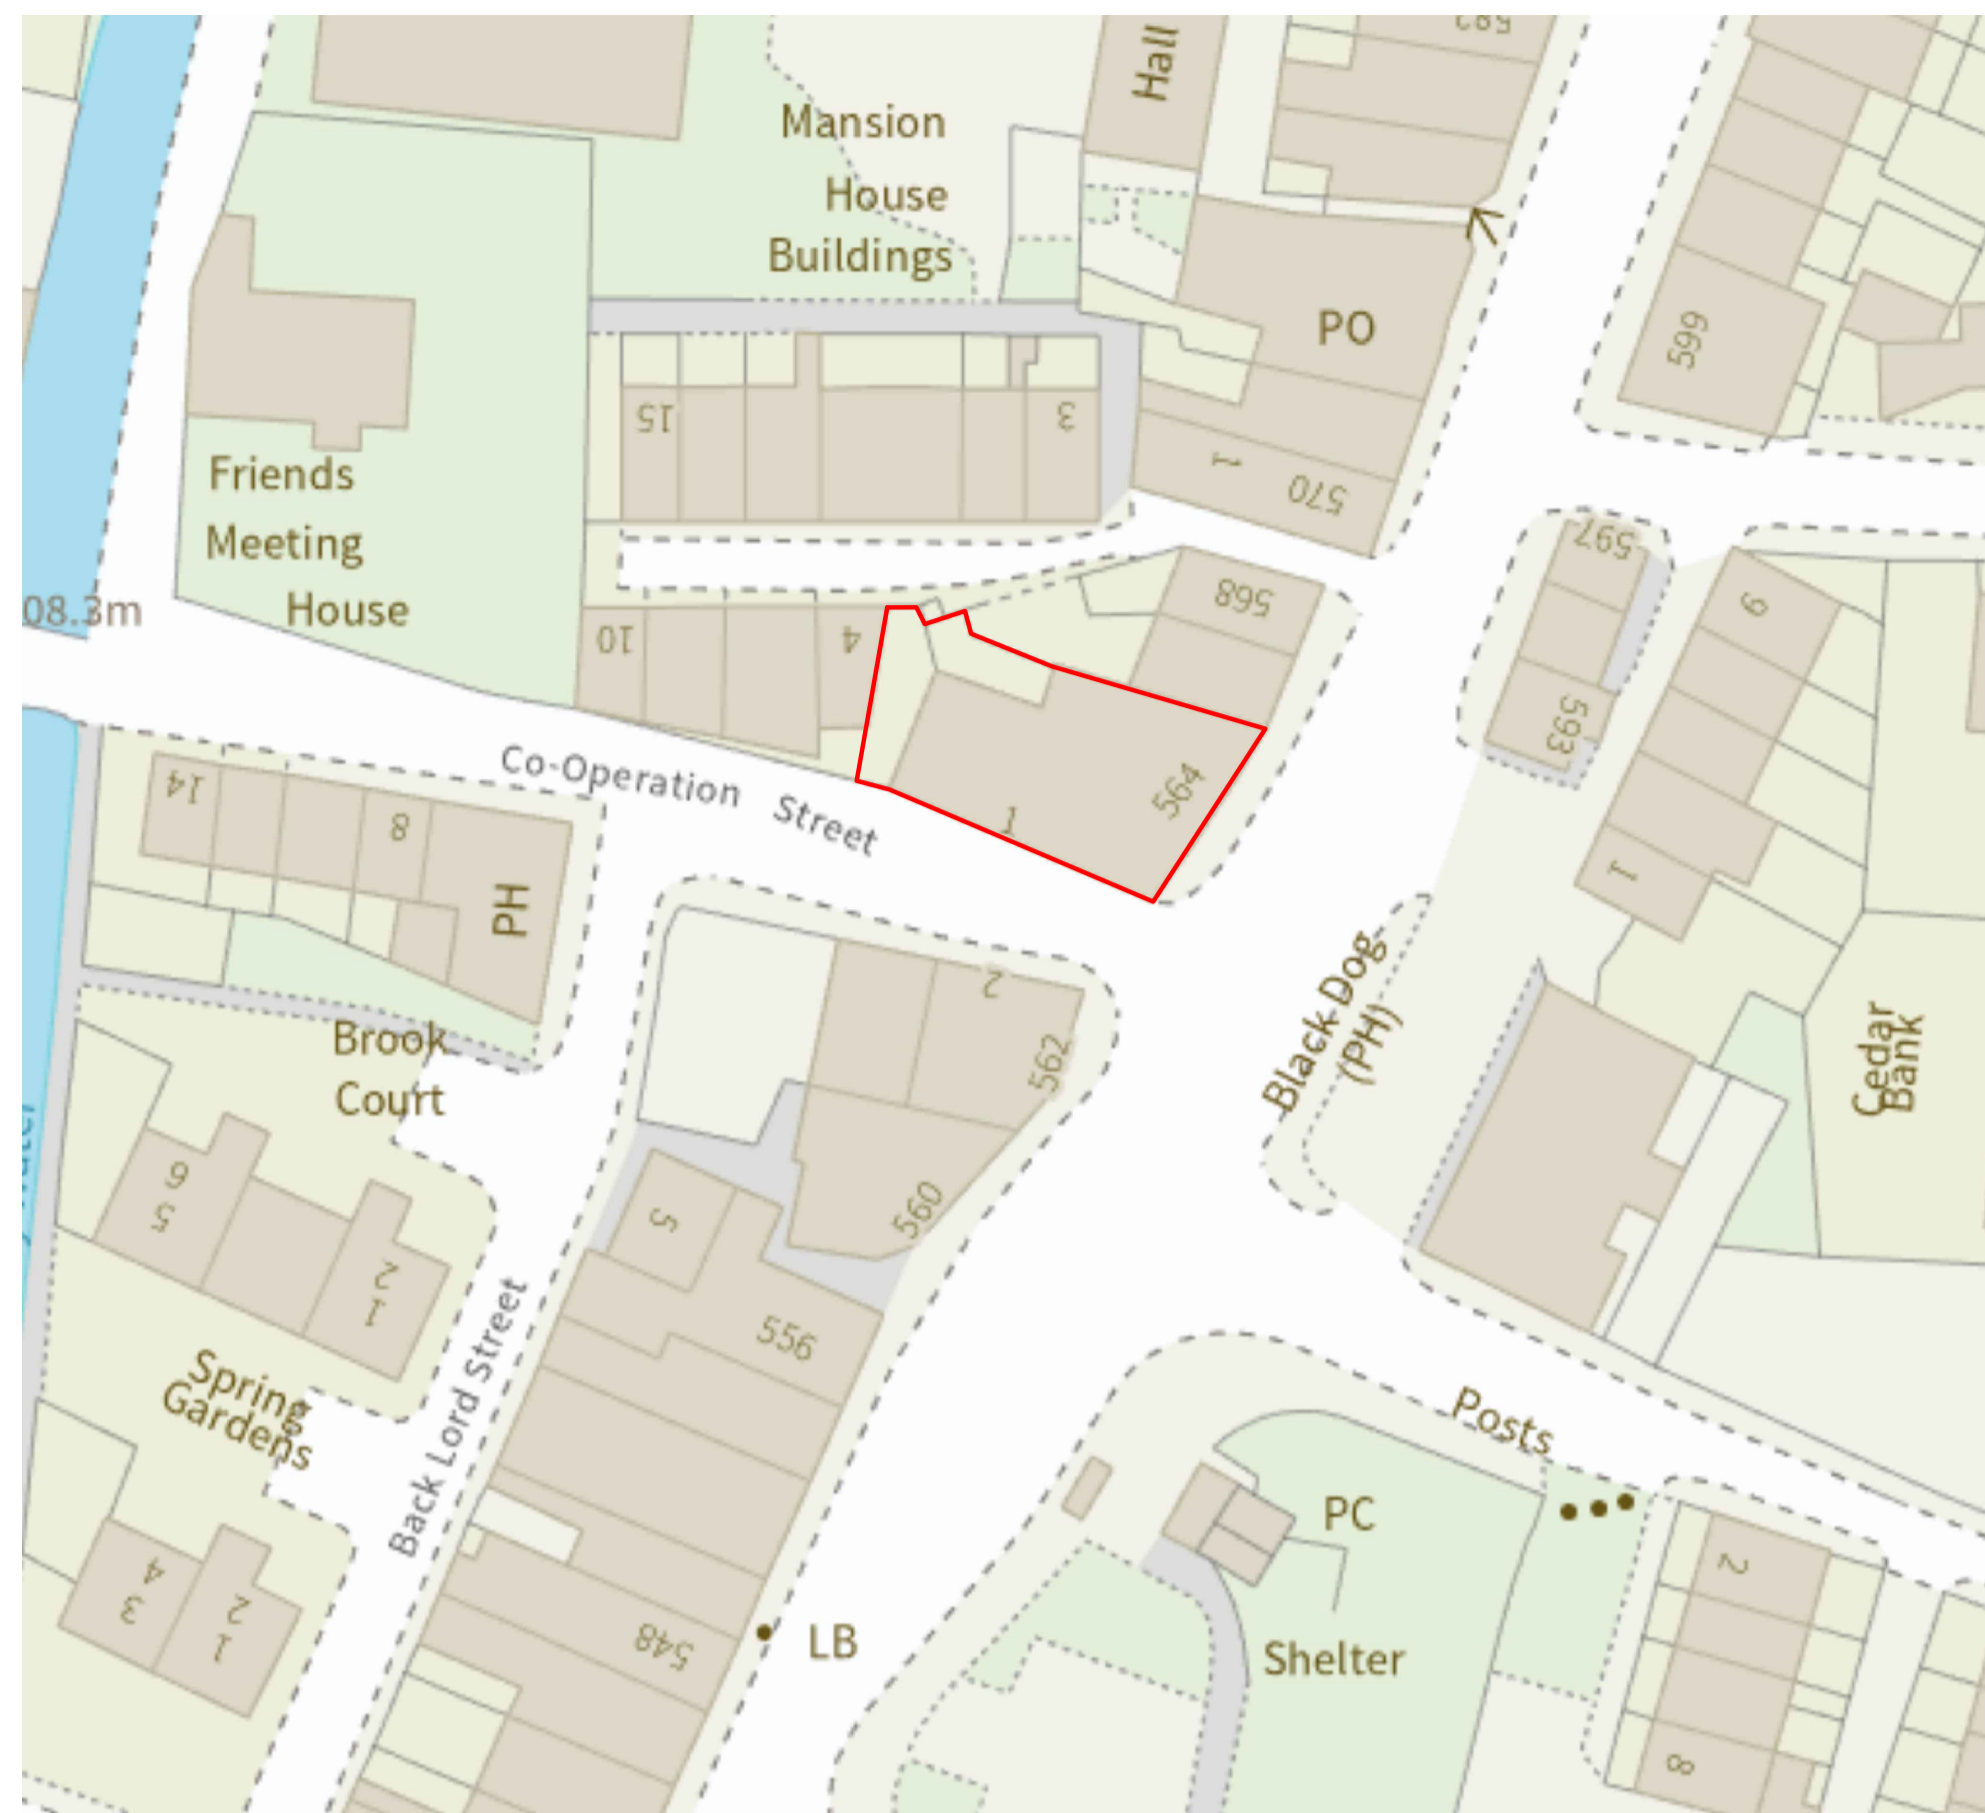 Hall
Mansion
House
Buildings
PO
599
15
3
1
570
Friends
Meeting
House
597
593
568
9
08.3m
10
4
564
1
Co-Operation Street
14
8
PH
1
2
562
560
Black Dog
(PH)
Cedar
Bank
Brook
Court
6
5
2
1
5
556
Spring
Gardens
Back Lord Street
Posts
PC
4
3
2
1
548
LB
Shelter
2
8